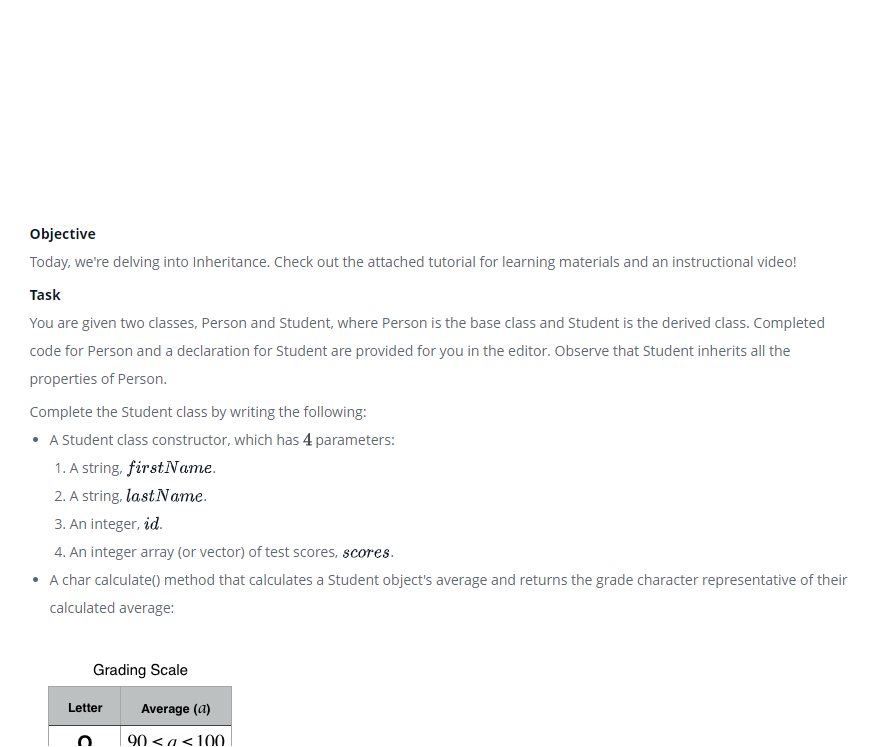 Objective
Today, we're delving into Inheritance. Check out the attached tutorial for learning materials and an instructional video!
Task
You are given two classes, Person and Student, where Person is the base class and Student is the derived class. Completed
code for Person and a declaration for Student are provided for you in the editor. Observe that Student inherits all the
properties of Person.
Complete the Student class by writing the following:
• A Student class constructor, which has 4 parameters:
1. A string, firstName.
2. A string, lastName.
3. An integer, id.
4. An integer array (or vector) of test scores, scores.
• A char calculate() method that calculates a Student object's average and returns the grade character representative of their
calculated average:
Grading Scale
Letter Average (a)
O 90 ≤ a ≤ 100